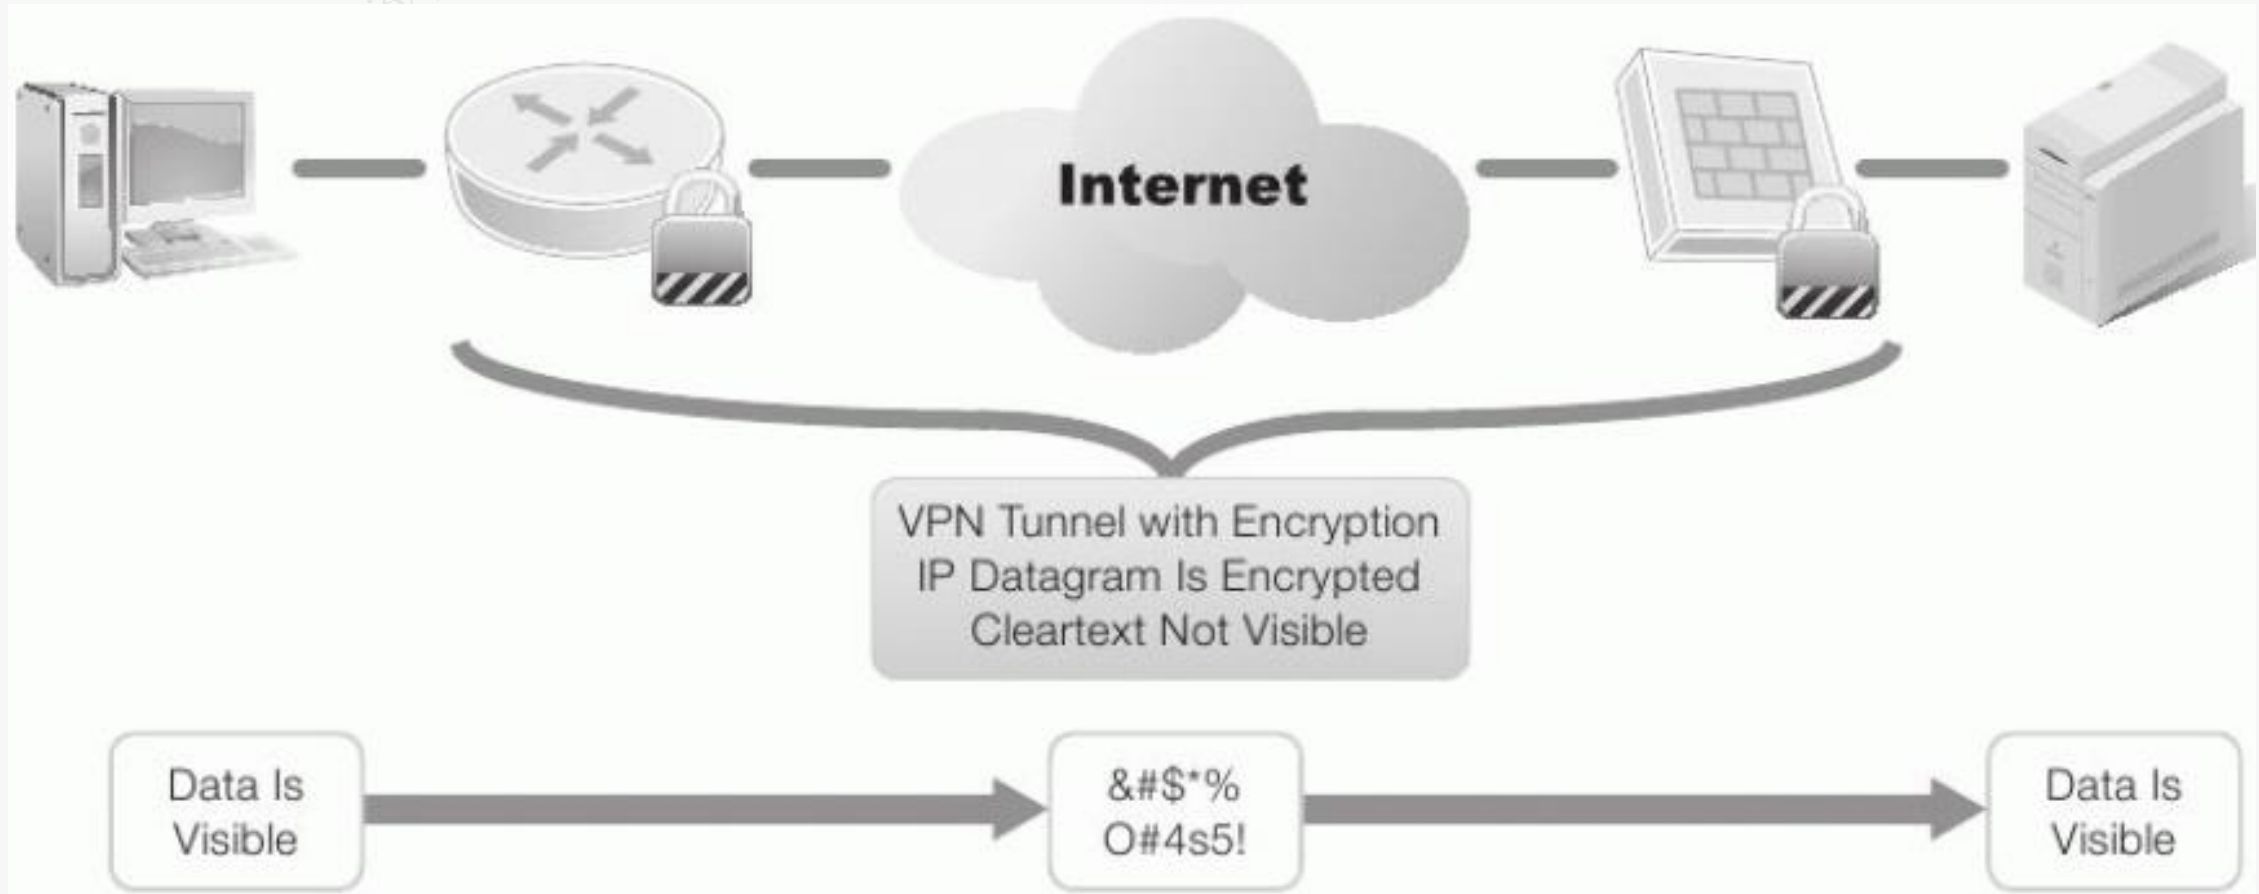 Internet
VPN Tunnel with Encryption
IP Datagram Is Encrypted
Cleartext Not Visible
Data Is
Visible
&#$*%
O#4s5!
Data Is
Visible